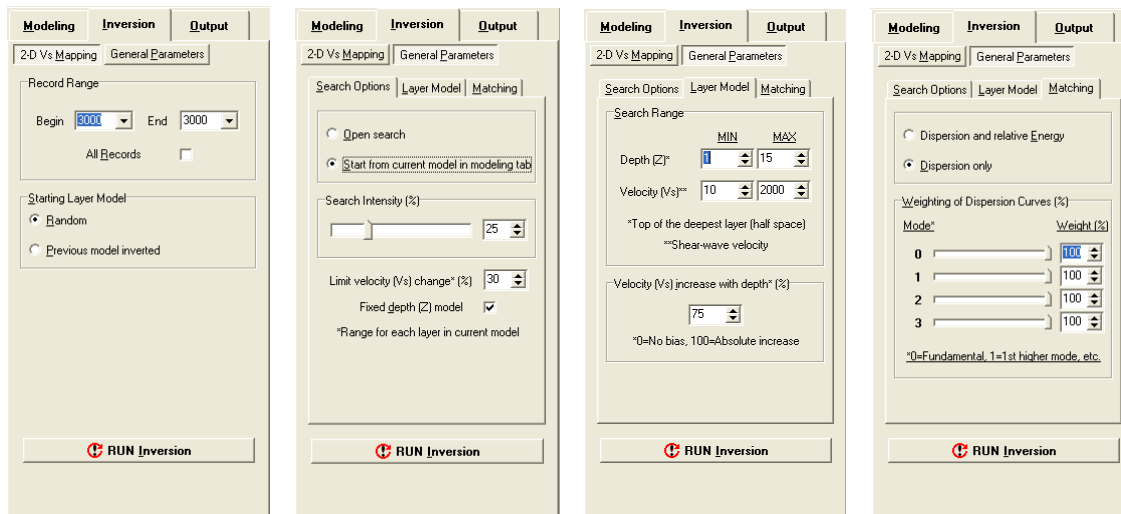 Modeling Inversion Output
2-D Vs Mapping General Parameters
Record Range
Begin 3000 End 3000
All Records
Starting Layer Model
Random
Previous model inverted
RUN Inversion
Modeling Inversion Output
2-D Vs Mapping General Parameters
Search Options Layer Model Matching
Open search
Start from current model in modeling tab
Search Intensity (%)
25
Limit velocity (Vs) change* (%) 30
Fixed depth (Z) model
*Range for each layer in current model
RUN Inversion
Modeling Inversion Output
2-D Vs Mapping General Parameters
Search Options Layer Model Matching
Search Range
MIN MAX
Depth (Z)* 1 15
Velocity (Vs)** 10 2000
*Top of the deepest layer (half space)
**Shear-wave velocity
Velocity (Vs) increase with depth* (%)
75
*0=No bias, 100=Absolute increase
RUN Inversion
Modeling Inversion Output
2-D Vs Mapping General Parameters
Search Options Layer Model Matching
Dispersion and relative Energy
Dispersion only
Weighting of Dispersion Curves (%)
Mode* Weight (%)
0 100
1 100
2 100
3 100
*0=Fundamental, 1=1st higher mode, etc.
RUN Inversion